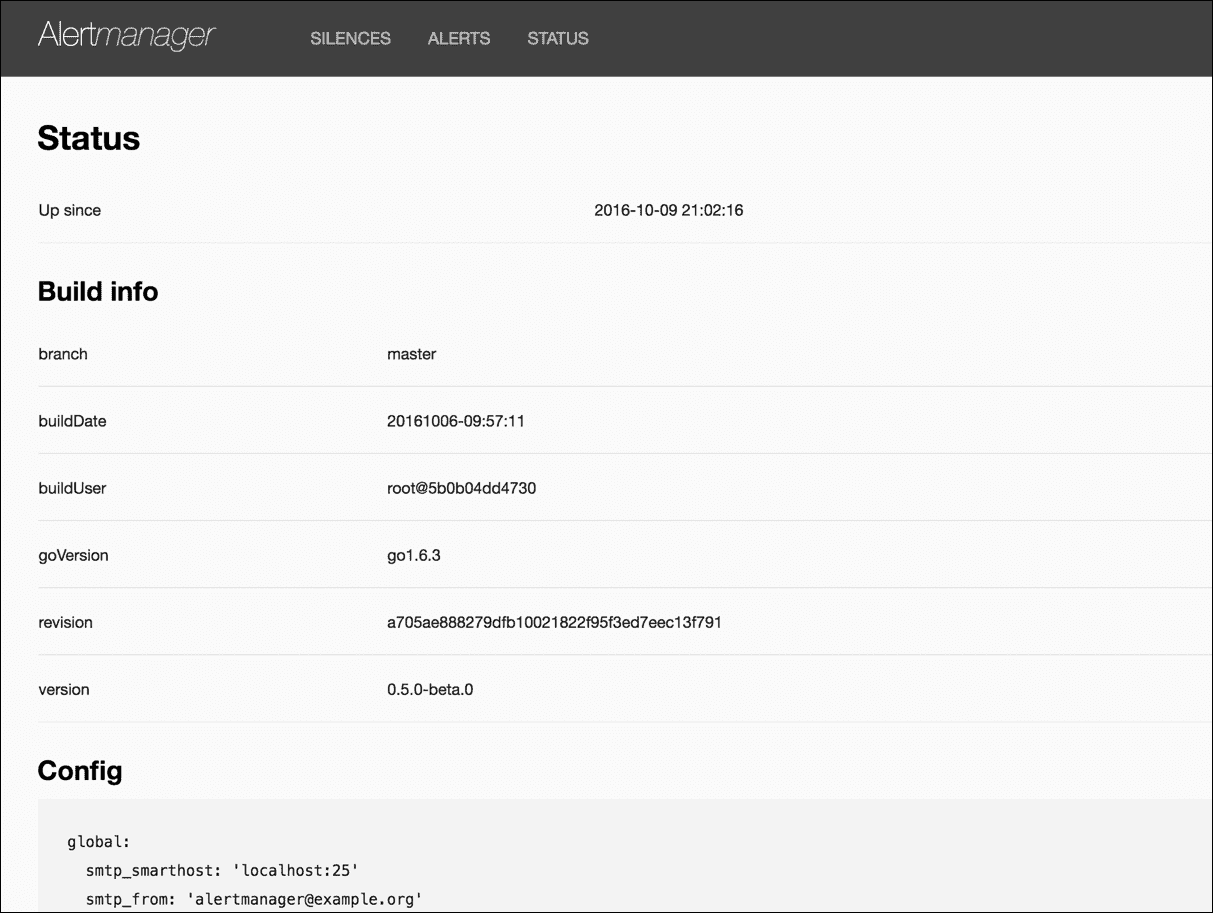 Alertmanager SILENCES ALERTS STATUS
Status
Up since 2016-10-09 21:02:16
Build info
branch master
buildDate 20161006-09:57:11
buildUser root@5b0b04dd4730
goVersion go1.6.3
revision a705ae888279dfb10021822f95f3ed7eec13f791
version 0.5.0-beta.0
Config
global:
  smtp_smarthost: 'localhost:25'
  smtp_from: 'alertmanager@example.org'